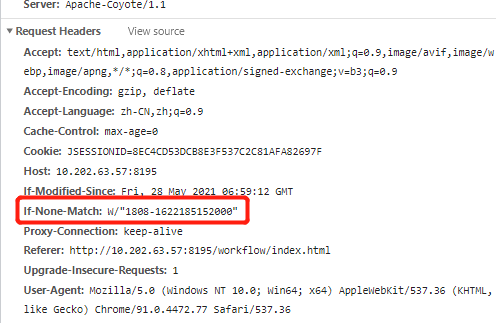 Server: Apache-Coyote/1.1
Request Headers View source
Accept: text/html,application/xhtml+xml,application/xml;q=0.9,image/avif,image/w
ebp,image/apng,*/*;q=0.8,application/signed-exchange;v=b3;q=0.9
Accept-Encoding: gzip, deflate
Accept-Language: zh-CN,zh;q=0.9
Cache-Control: max-age=0
Cookie: JSESSIONID=8EC4CD53DCB8E3F537C2C81AFA82697F
Host: 10.202.63.57:8195
If-Modified-Since: Fri, 28 May 2021 06:59:12 GMT
If-None-Match: W/"1808-1622185152000"
Proxy-Connection: keep-alive
Referer: http://10.202.63.57:8195/workflow/index.html
Upgrade-Insecure-Requests: 1
User-Agent: Mozilla/5.0 (Windows NT 10.0; Win64; x64) AppleWebKit/537.36 (KHTML,
like Gecko) Chrome/91.0.4472.77 Safari/537.36